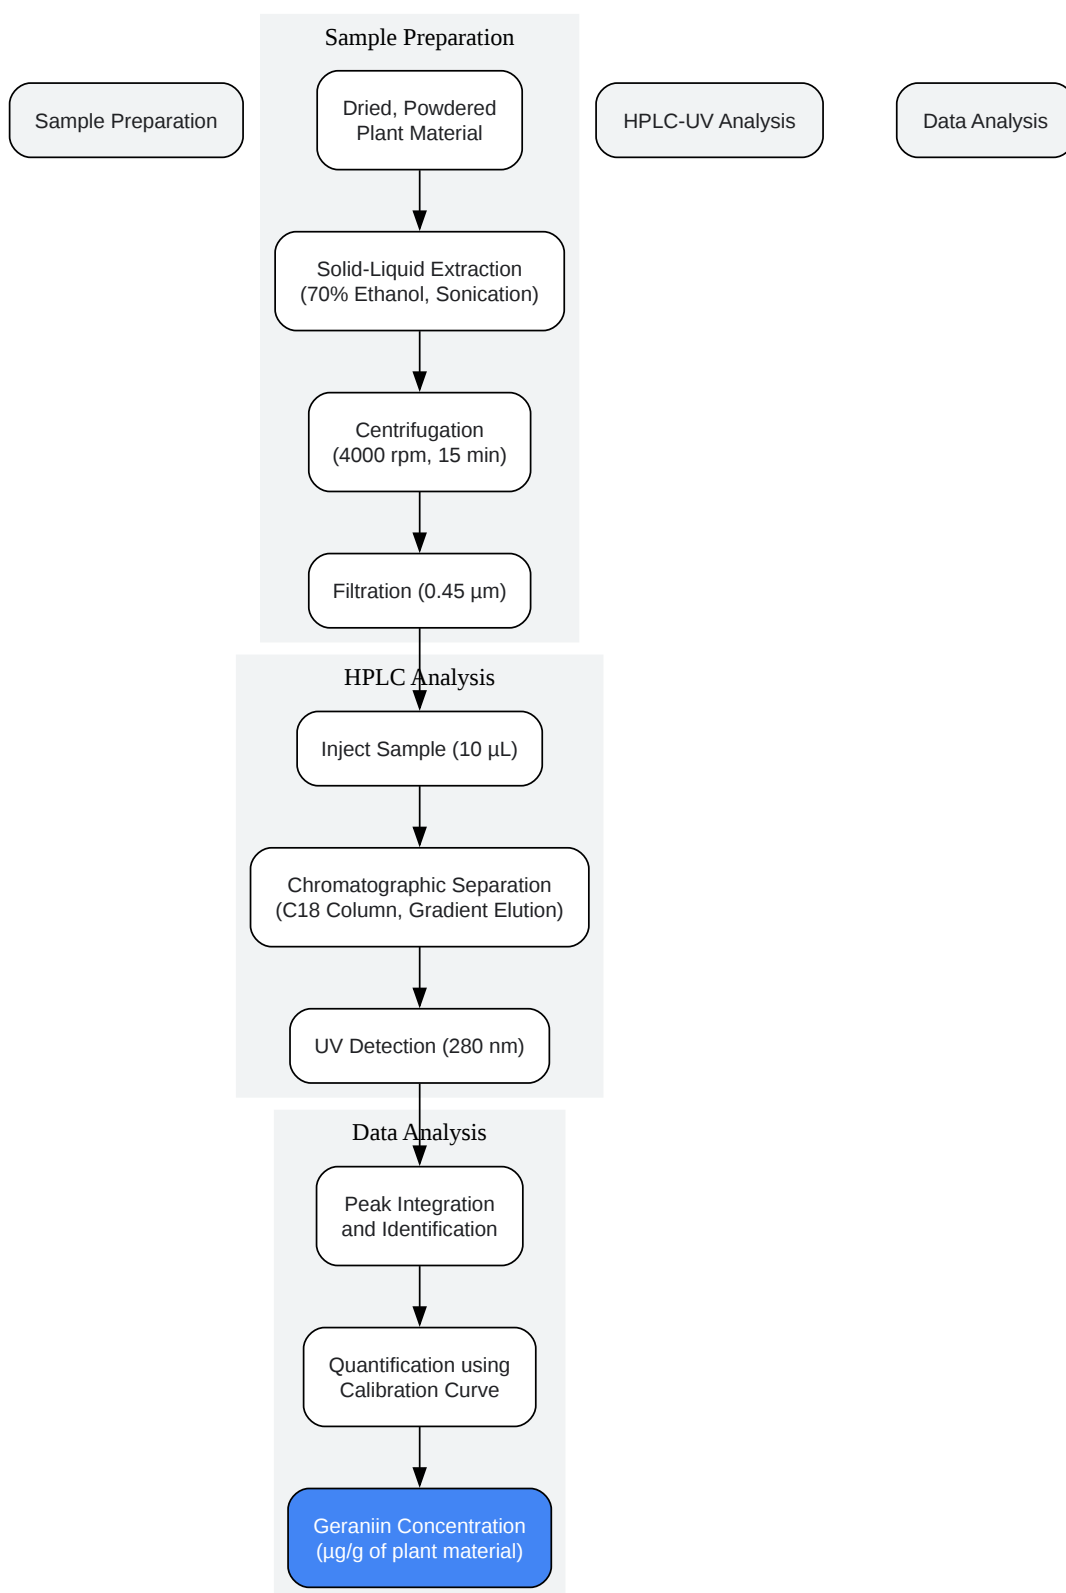 Sample Preparation
Sample Preparation
Dried, Powdered
Plant Material
HPLC-UV Analysis
Data Analysis
Solid-Liquid Extraction
(70% Ethanol, Sonication)
Centrifugation
(4000 rpm, 15 min)
Filtration (0.45 µm)
HPLC Analysis
Inject Sample (10 µL)
Chromatographic Separation
(C18 Column, Gradient Elution)
UV Detection (280 nm)
Data Analysis
Peak Integration
and Identification
Quantification using
Calibration Curve
Geraniin Concentration
(µg/g of plant material)